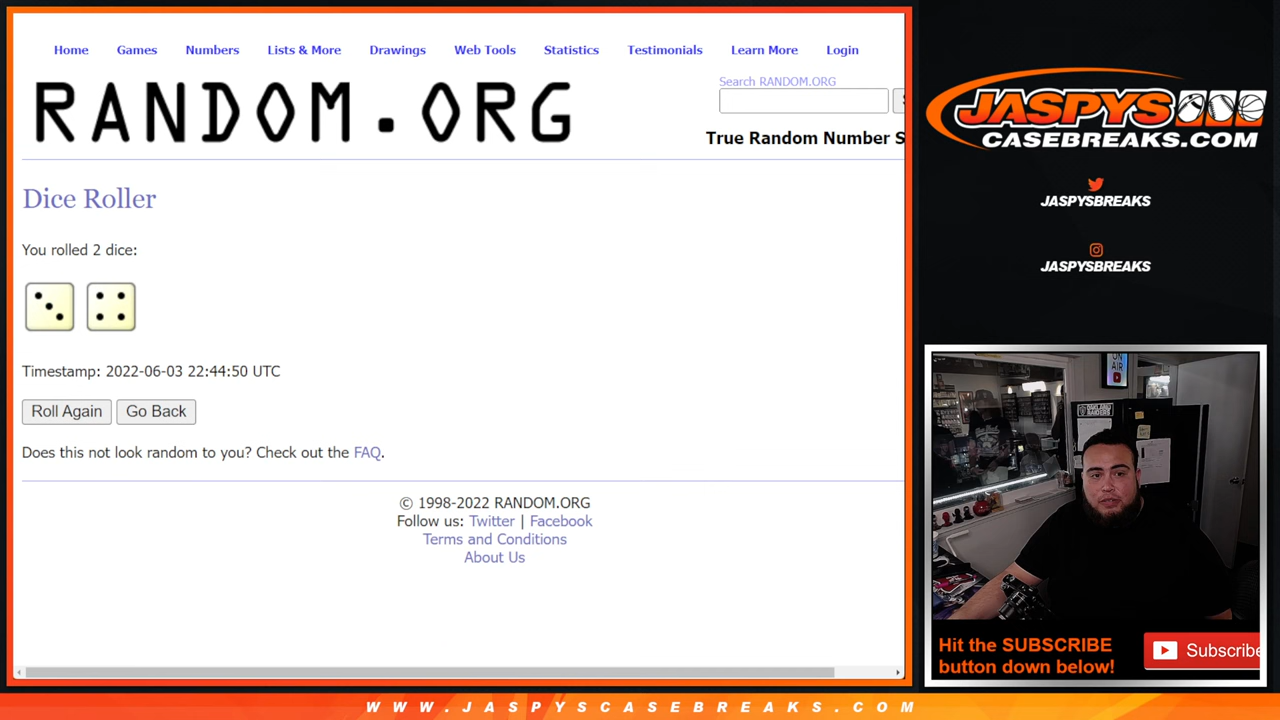 Home Games Numbers Lists & More Drawings Web Tools Statistics Testimonials Learn More Login
RANDOM.ORG
Search RANDOM.ORG
True Random Number S
Dice Roller
You rolled 2 dice:
Timestamp: 2022-06-03 22:44:50 UTC
Roll Again Go Back
Does this not look random to you? Check out the FAQ.
© 1998-2022 RANDOM.ORG
Follow us: Twitter | Facebook
Terms and Conditions
About Us
JASPYS
CASEBREAKS.COM
JASPYSBREAKS
JASPYSBREAKS
ON
AIR
OAKLAND
RAIDERS
Hit the SUBSCRIBE
button down below!
Subscribe
WWW.JASPYSCASEBREAKS.COM